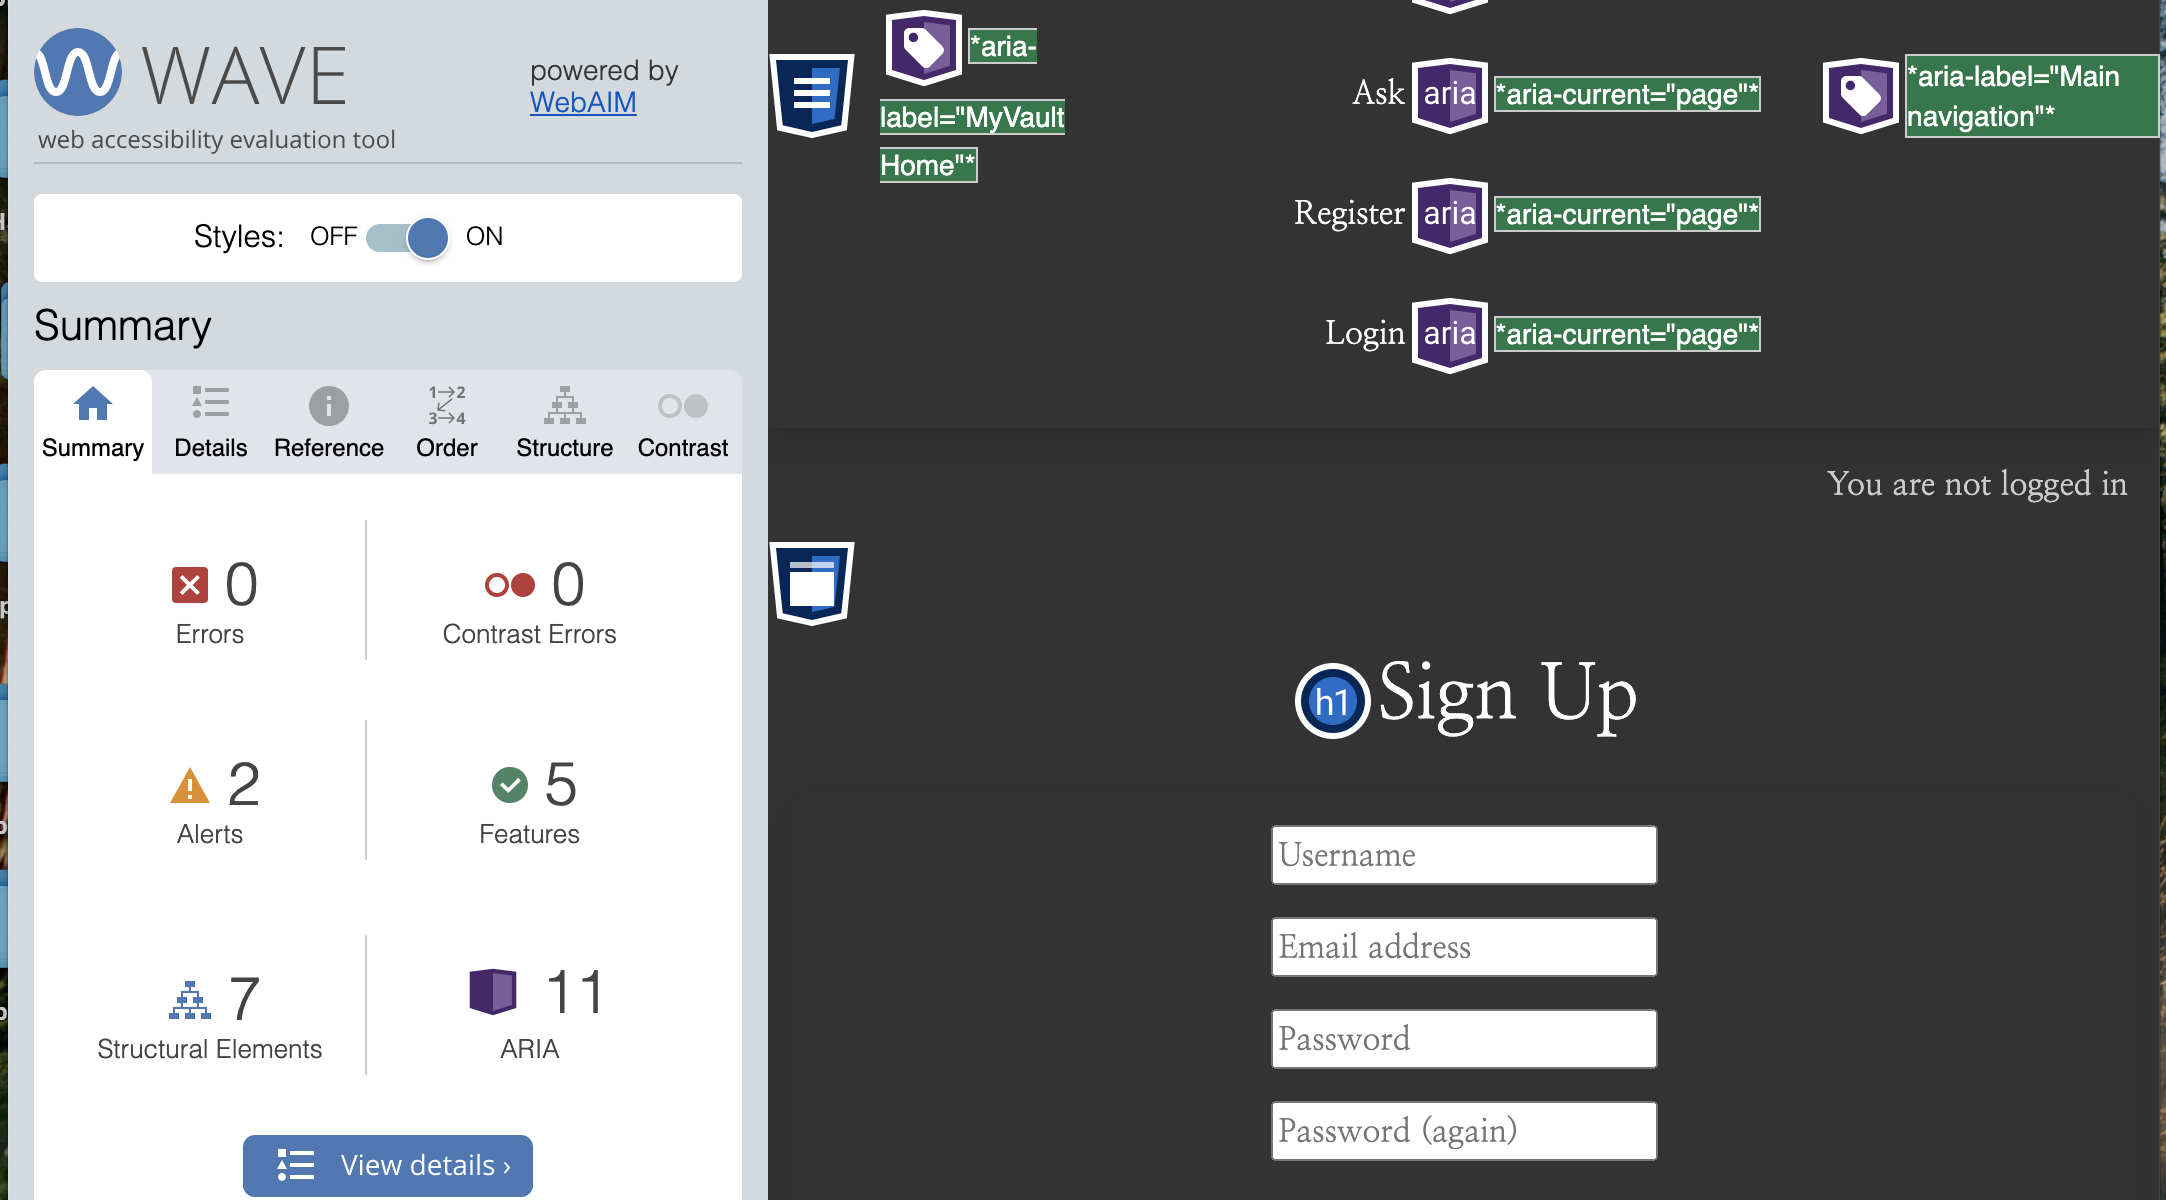 WAVE
powered by
WebAIM
web accessibility evaluation tool
Styles: OFF ON
Summary
Summary Details Reference Order Structure Contrast
1→2
3→4
0
Errors
0
Contrast Errors
2
Alerts
5
Features
7
Structural Elements
11
ARIA
View details ›
*aria-
label="MyVault
Home"*
Ask aria *aria-current="page"*
Register aria *aria-current="page"*
Login aria *aria-current="page"*
*aria-label="Main
navigation"*
You are not logged in
h1 Sign Up
Username
Email address
Password
Password (again)